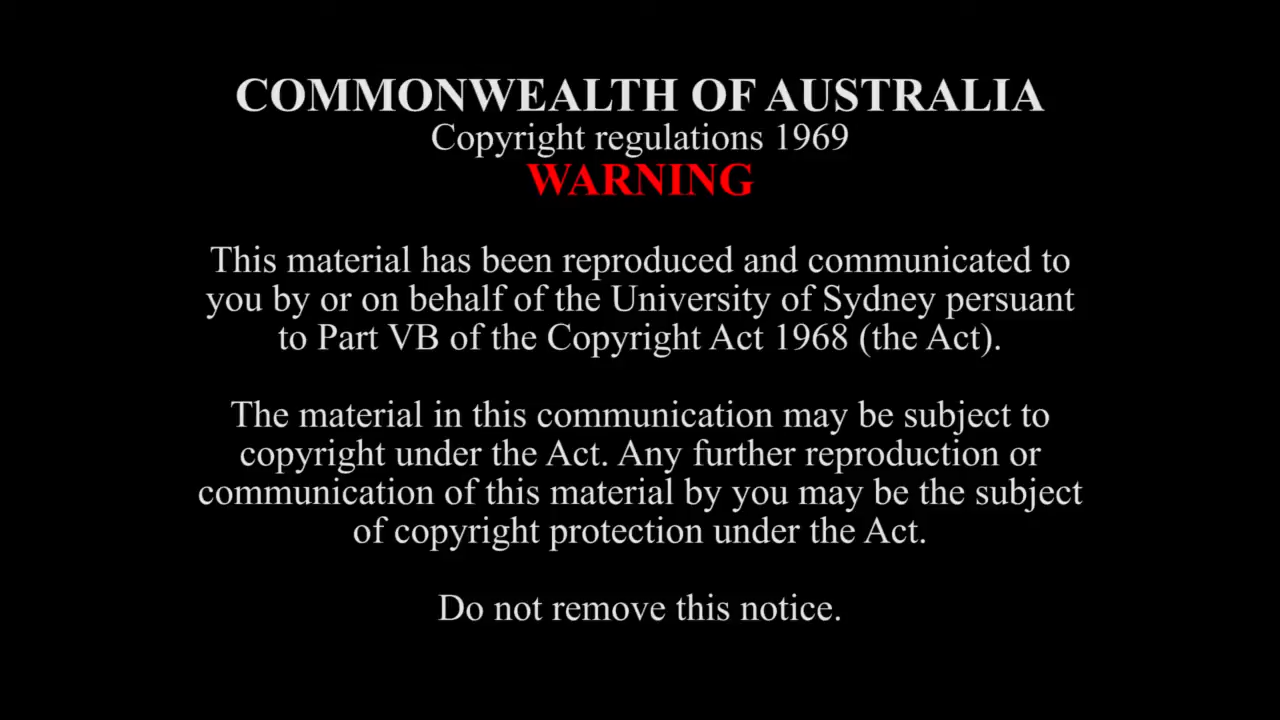 COMMONWEALTH OF AUSTRALIA
Copyright regulations 1969
WARNING
This material has been reproduced and communicated to
you by or on behalf of the University of Sydney persuant
to Part VB of the Copyright Act 1968 (the Act).
The material in this communication may be subject to
copyright under the Act. Any further reproduction or
communication of this material by you may be the subject
of copyright protection under the Act.
Do not remove this notice.